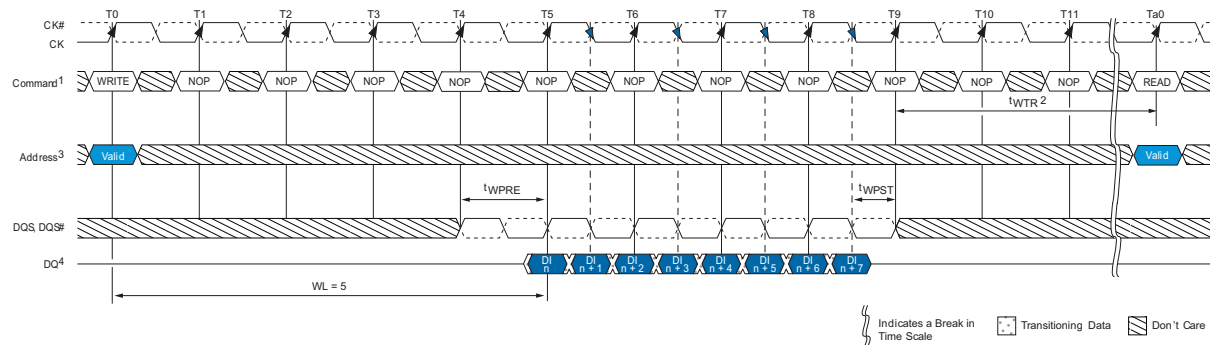 T0 T1 T2 T3 T4 T5 T6 T7 T8 T9 T10 T11 Ta0
CK#
CK
Command1 WRITE NOP NOP NOP NOP NOP NOP NOP NOP NOP NOP NOP READ
tWTR 2
Address3 Valid Valid
tWPRE tWPST
DQS, DQS#
DQ4 DI n DI n + 1 DI n + 2 DI n + 3 DI n + 4 DI n + 5 DI n + 6 DI n + 7
WL = 5
Indicates a Break in
Time Scale
Transitioning Data
Don't Care